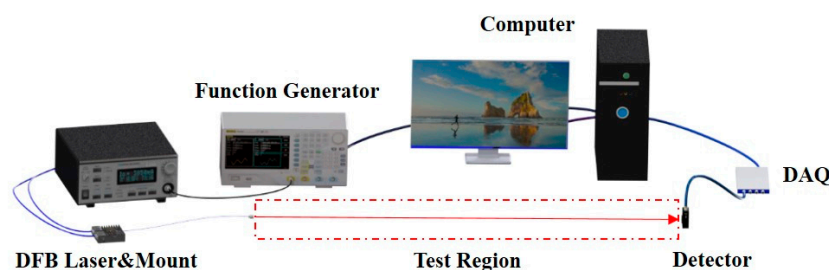 Computer
Function Generator
DAQ
DFB Laser&Mount
Test Region
Detector